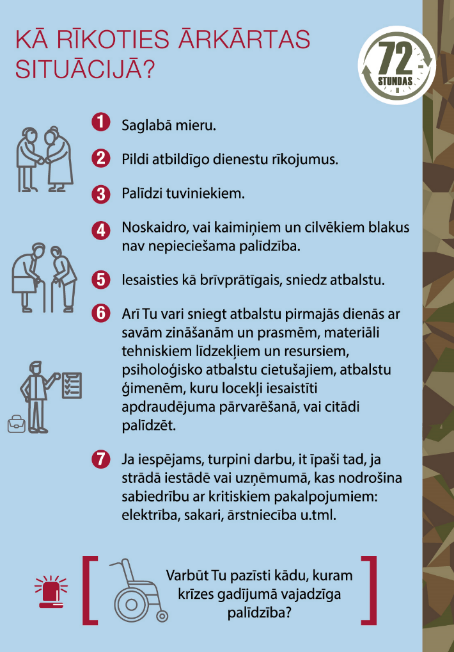 KĀ RĪKOTIES ĀRKĀRTAS
SITUĀCIJĀ?
72
STUNDAS
1 Saglabā mieru.
2 Pildi atbildīgo dienestu rīkojumus.
3 Palīdzi tuviniekiem.
4 Noskaidro, vai kaimiņiem un cilvēkiem blakus
nav nepieciešama palīdzība.
5 Iesaisties kā brīvprātīgais, sniedz atbalstu.
6 Arī Tu vari sniegt atbalstu pirmajās dienās ar
savām zināšanām un prasmēm, materiāli
tehniskiem līdzekļiem un resursiem,
psiholoģisko atbalstu cietušajiem, atbalstu
ģimenēm, kuru locekļi iesaistīti
apdraudējuma pārvarēšanā, vai citādi
palīdzēt.
7 Ja iespējams, turpini darbu, it īpaši tad, ja
strādā iestādē vai uzņēmumā, kas nodrošina
sabiedrību ar kritiskiem pakalpojumiem:
elektrība, sakari, ārstniecība u.tml.
Varbūt Tu pazīsti kādu, kuram
krīzes gadījumā vajadzīga
palīdzība?